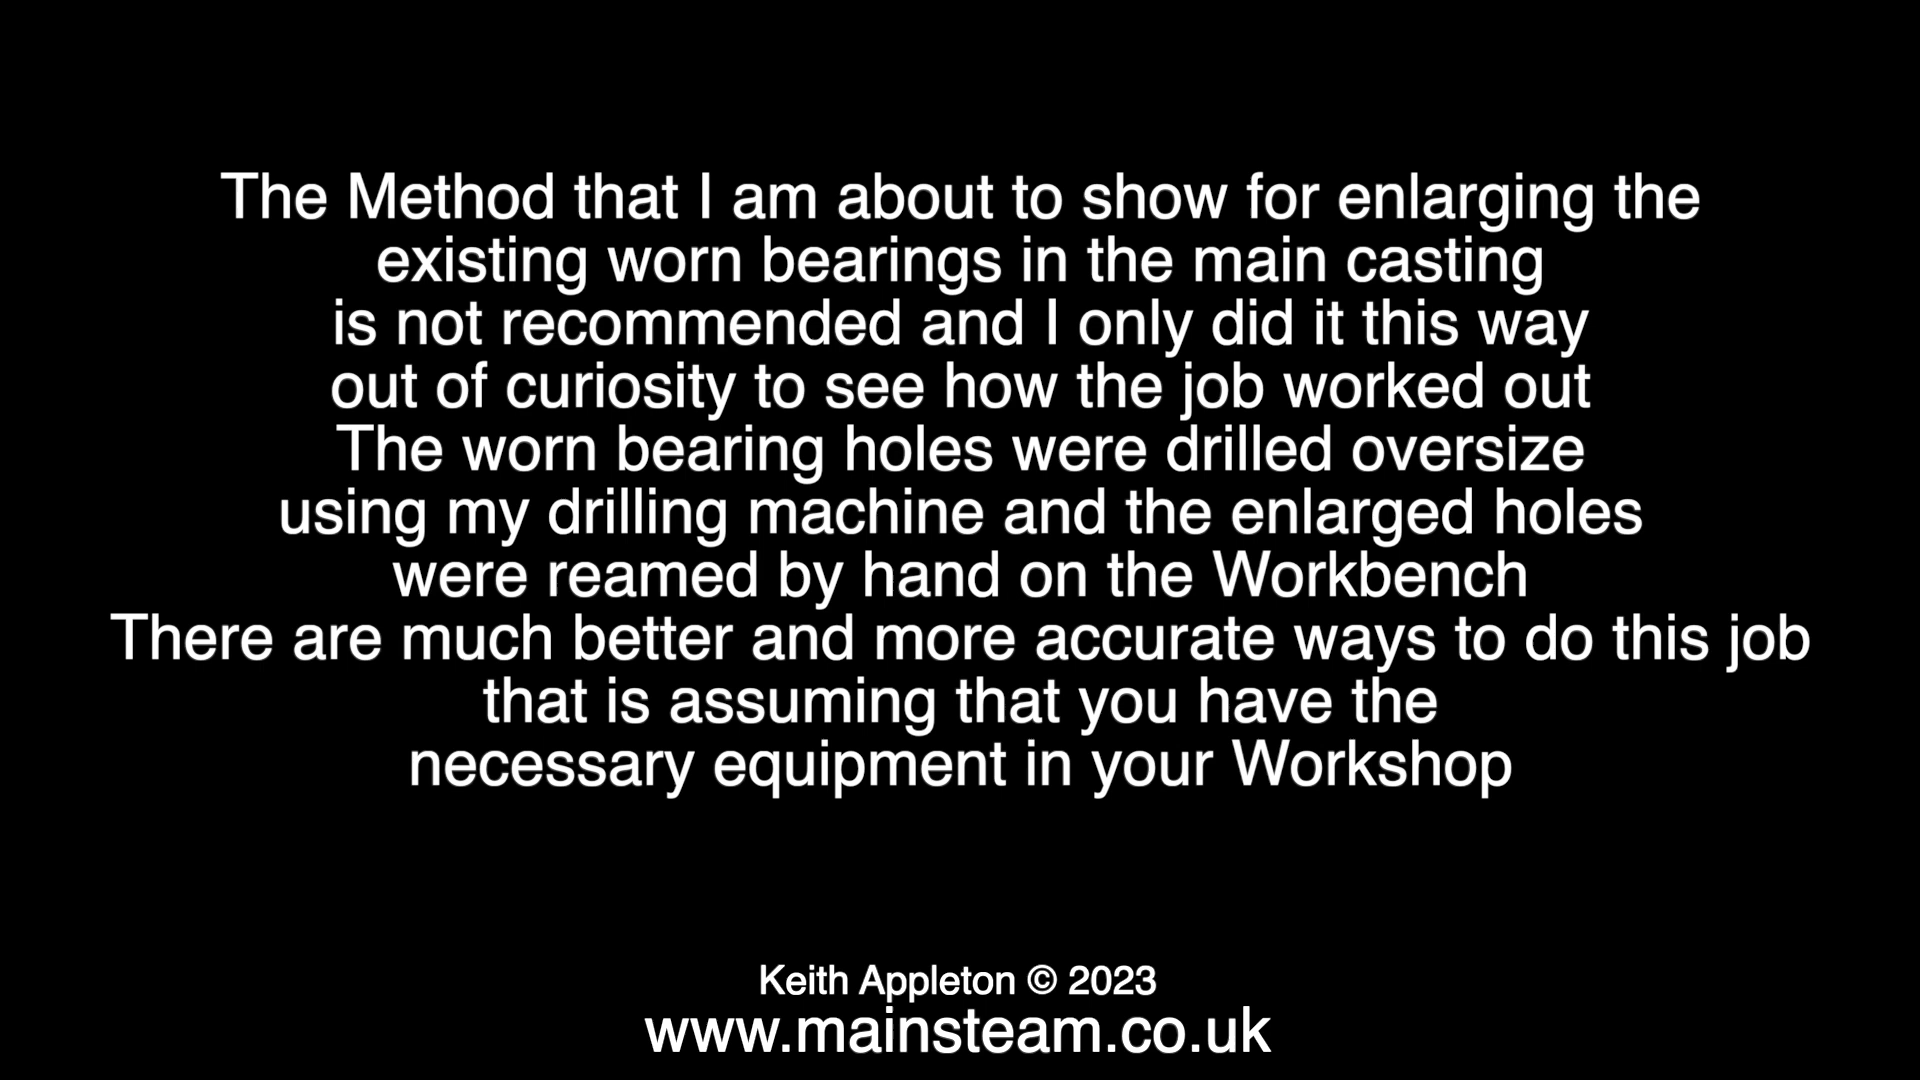 The Method that I am about to show for enlarging the
existing worn bearings in the main casting
is not recommended and I only did it this way
out of curiosity to see how the job worked out
The worn bearing holes were drilled oversize
using my drilling machine and the enlarged holes
were reamed by hand on the Workbench
There are much better and more accurate ways to do this job
that is assuming that you have the
necessary equipment in your Workshop
Keith Appleton © 2023
www.mainsteam.co.uk